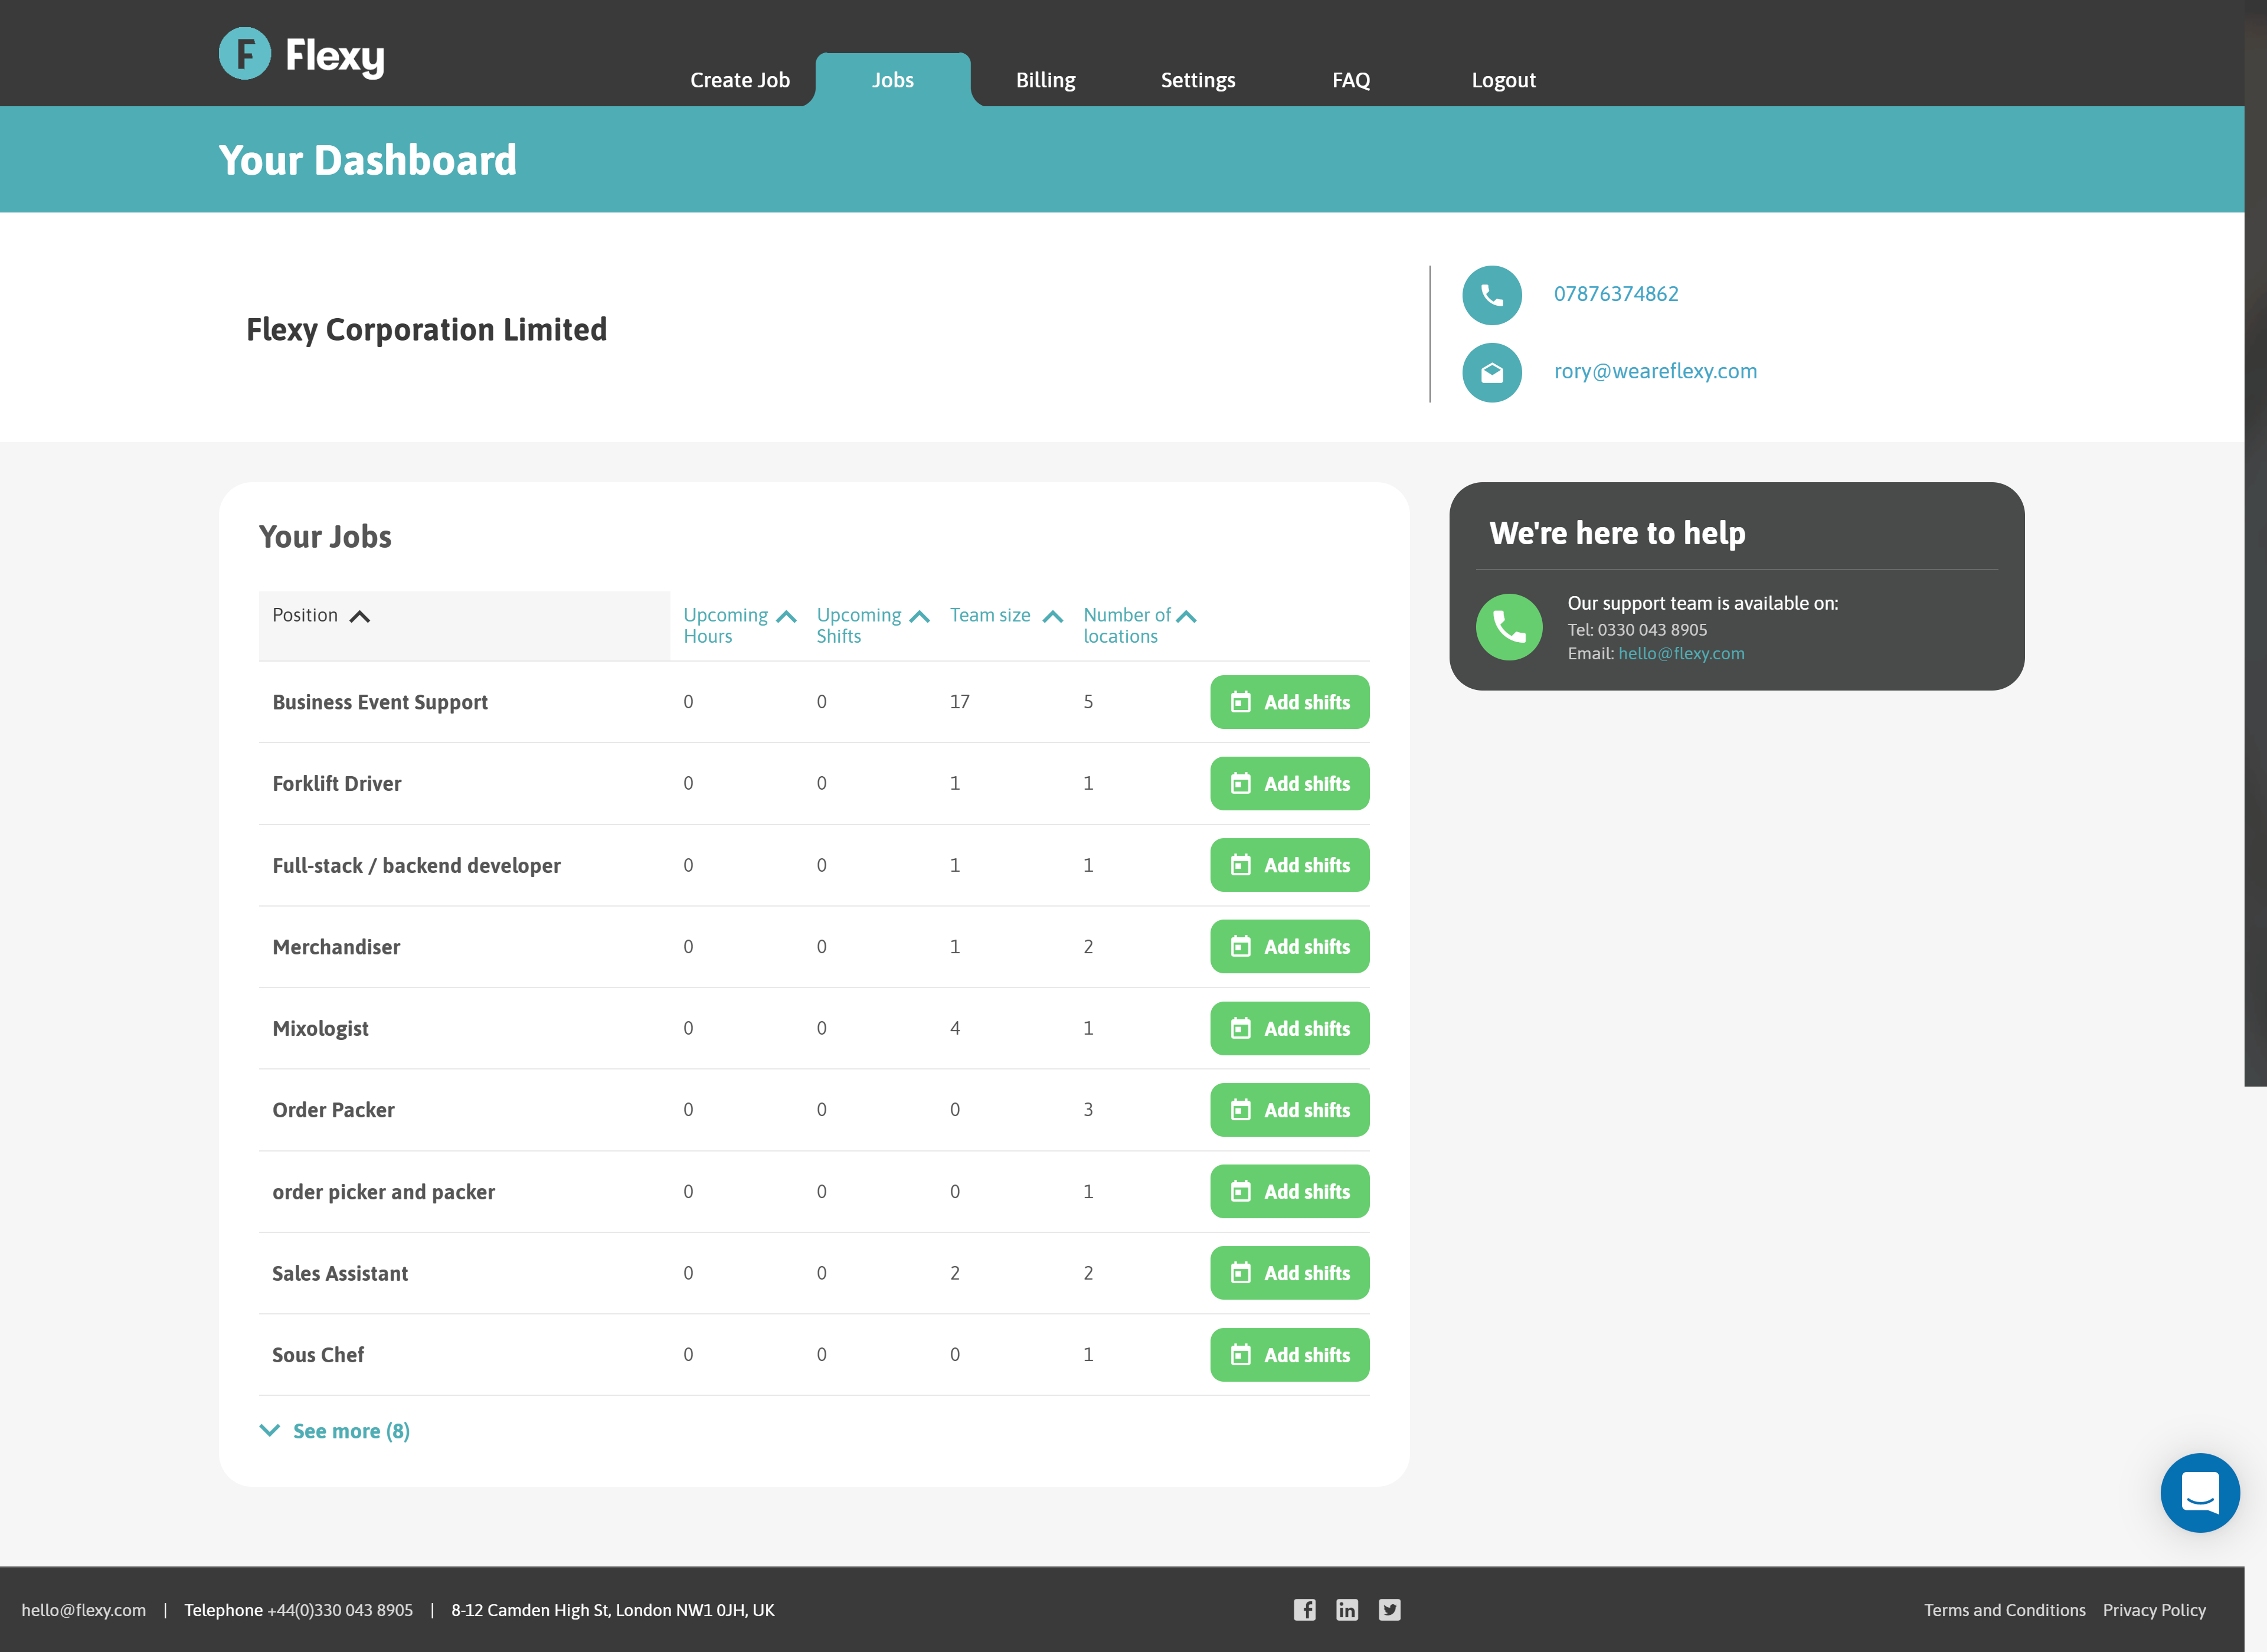 F Flexy
Create Job Jobs Billing Settings FAQ Logout
Your Dashboard
Flexy Corporation Limited
07876374862
rory@weareflexy.com
Your Jobs
Position Upcoming Hours Upcoming Shifts Team size Number of locations
Business Event Support 0 0 17 5 Add shifts
Forklift Driver 0 0 1 1 Add shifts
Full-stack / backend developer 0 0 1 1 Add shifts
Merchandiser 0 0 1 2 Add shifts
Mixologist 0 0 4 1 Add shifts
Order Packer 0 0 0 3 Add shifts
order picker and packer 0 0 0 1 Add shifts
Sales Assistant 0 0 2 2 Add shifts
Sous Chef 0 0 0 1 Add shifts
See more (8)
We're here to help
Our support team is available on:
Tel: 0330 043 8905
Email: hello@flexy.com
hello@flexy.com | Telephone +44(0)330 043 8905 | 8-12 Camden High St, London NW1 0JH, UK
Terms and Conditions Privacy Policy